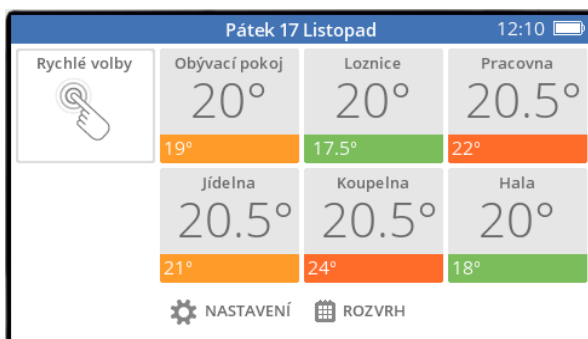 Pátek 17 Listopad 12:10
Rychlé volby
Obývací pokoj Loznice Pracovna
20° 20° 20.5°
19° 17.5° 22°
Jídelna Koupelna Hala
20.5° 20.5° 20°
21° 24° 18°
NASTAVENÍ ROZVRH